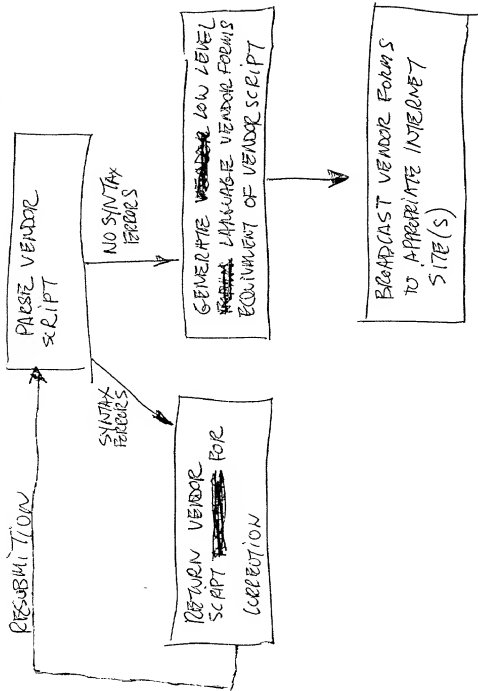 PARSE VENDOR
SCRIPT
NO SYNTAX
ERRORS
SYNTAX
ERRORS
RESUBMITION
GENERATE LOW LEVEL
LANGUAGE VENDOR FORMS
EQUIVALENT OF VENDOR SCRIPT
RETURN VENDOR
SCRIPT FOR
CORRECTION
BROADCAST VENDOR FORMS
TO APPROPRIATE INTERNET
SITE(S)